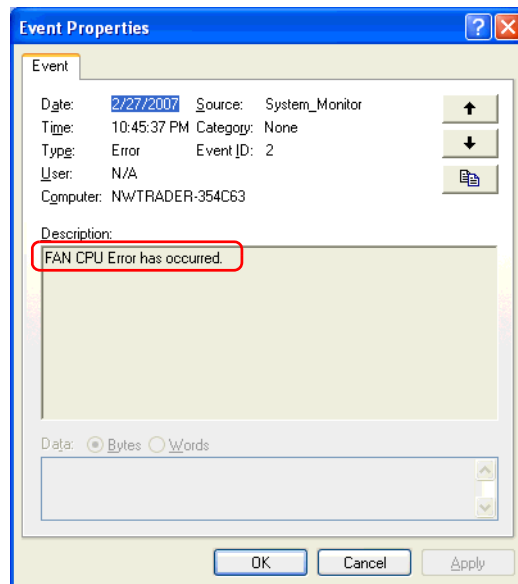 Event Properties
Event
Date: 2/27/2007 Source: System_Monitor
Time: 10:45:37 PM Category: None
Type: Error Event ID: 2
User: N/A
Computer: NWTRADER-354C63
Description:
FAN CPU Error has occurred.
Data: Bytes Words
OK Cancel Apply